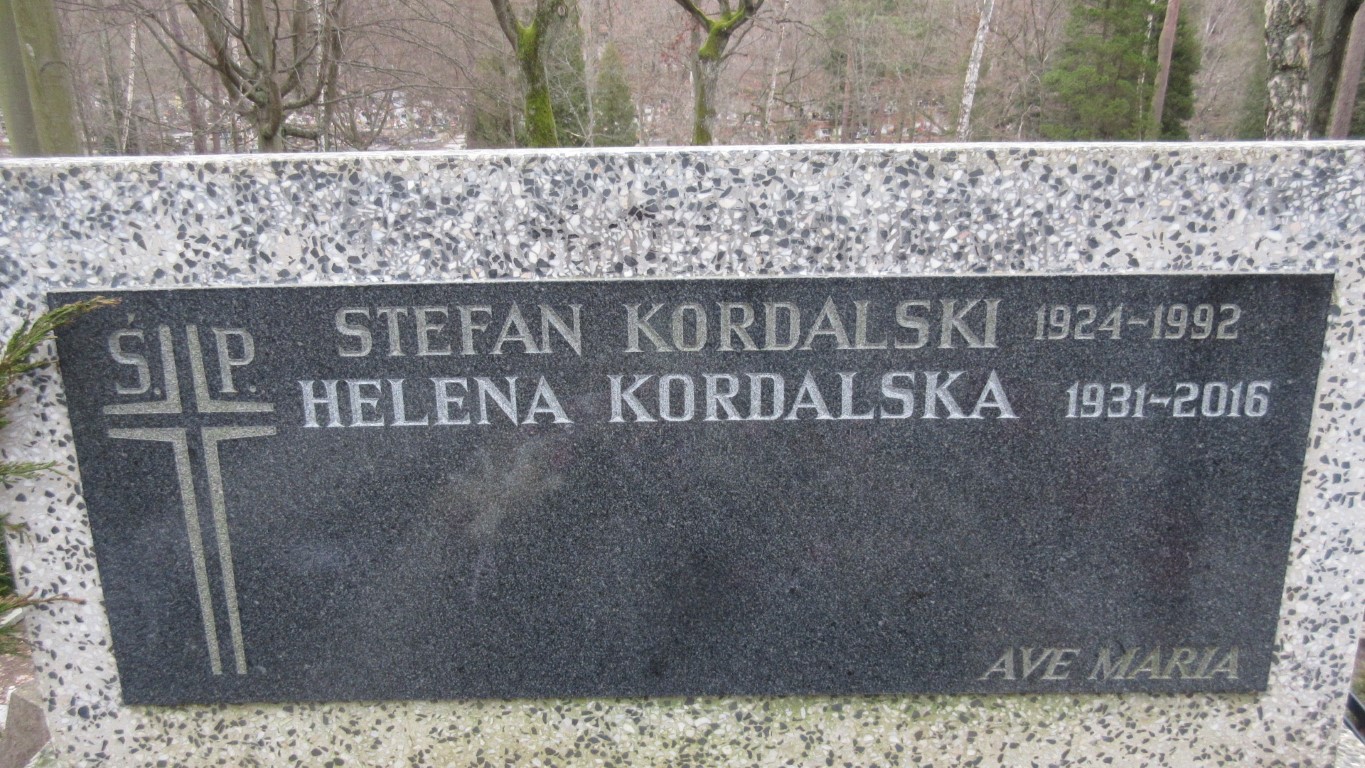 Ś.P.
STEFAN KORDALSKI 1924-1992
HELENA KORDALSKA 1931-2016
AVE MARIA